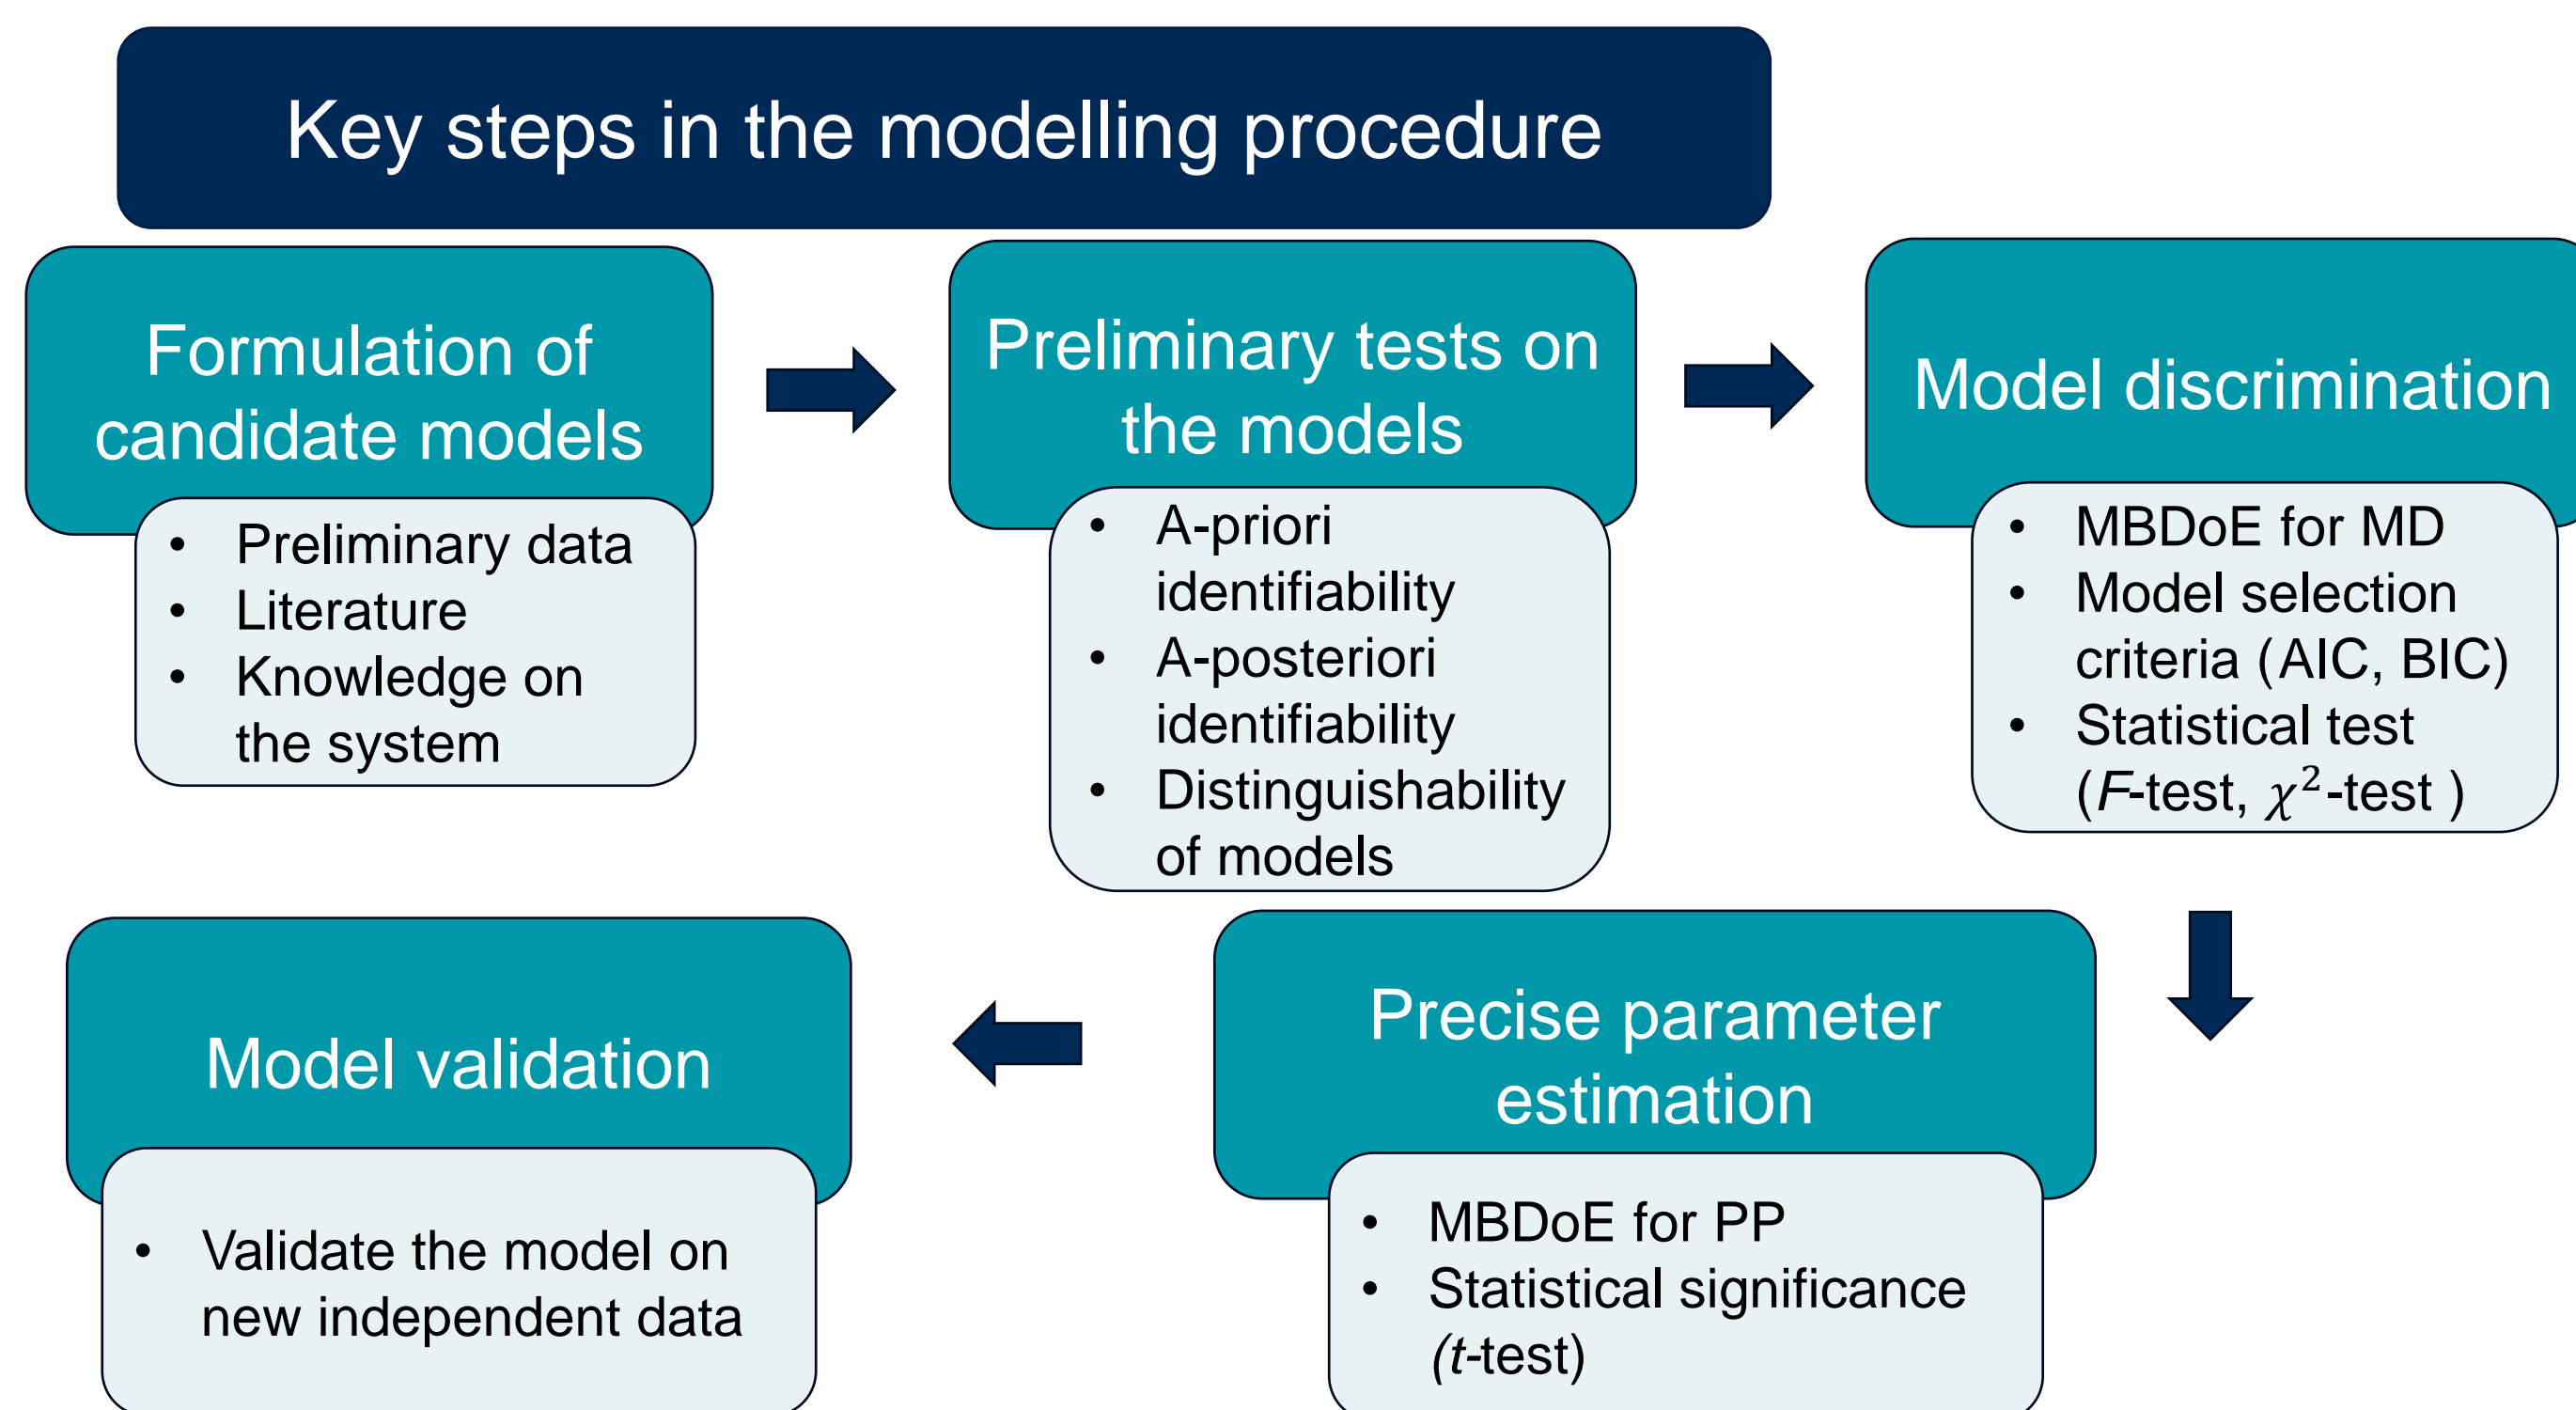 Key steps in the modelling procedure
Formulation of
candidate models
• Preliminary data
• Literature
• Knowledge on
the system
Preliminary tests on
the models
• A-priori
identifiability
• A-posteriori
identifiability
• Distinguishability
of models
Model discrimination
• MBDoE for MD
• Model selection
criteria (AIC, BIC)
• Statistical test
(F-test, χ²-test )
Precise parameter
estimation
• MBDoE for PP
• Statistical significance
(t-test)
Model validation
• Validate the model on
new independent data